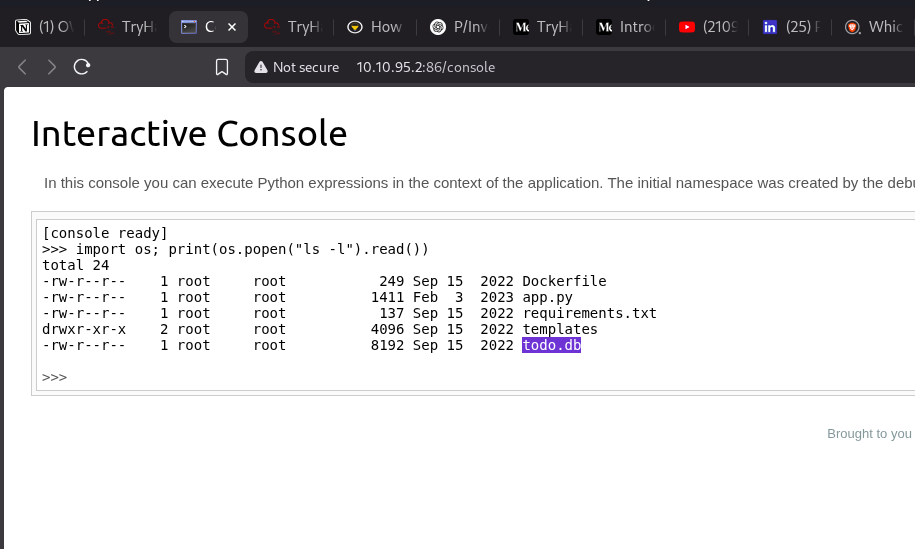 (1) O
TryH
C
TryH
How
P/Inv
TryH
Intro
(2109
(25) F
Whic
Not secure 10.10.95.2:86/console
Interactive Console
In this console you can execute Python expressions in the context of the application. The initial namespace was created by the debu
[console ready]
>>> import os; print(os.popen("ls -l").read())
total 24
-rw-r--r-- 1 root root 249 Sep 15 2022 Dockerfile
-rw-r--r-- 1 root root 1411 Feb 3 2023 app.py
-rw-r--r-- 1 root root 137 Sep 15 2022 requirements.txt
drwxr-xr-x 2 root root 4096 Sep 15 2022 templates
-rw-r--r-- 1 root root 8192 Sep 15 2022 todo.db
>>>
Brought to you